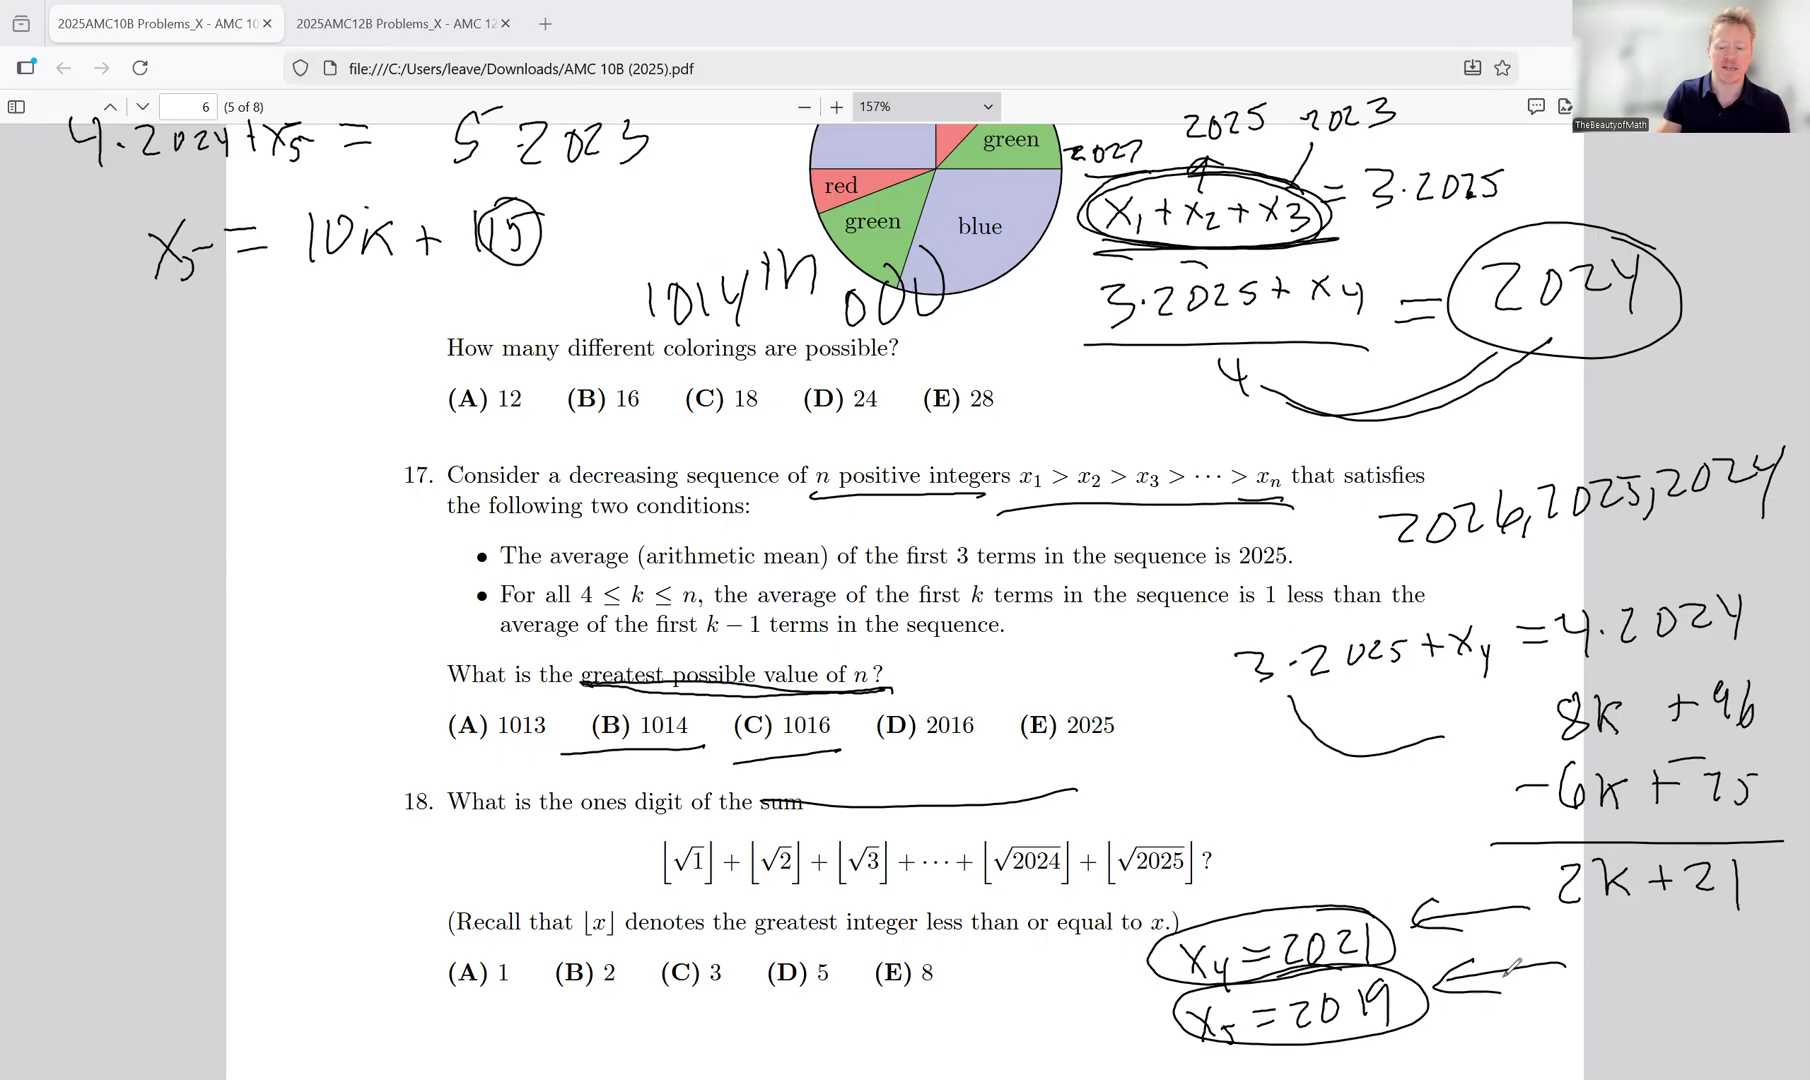 2025AMC10B Problems_X - AMC 10
2025AMC12B Problems_X - AMC 12
file:///C:/Users/leave/Downloads/AMC 10B (2025).pdf
6 (5 of 8)
157%
TheBeautyofMath
4·2024+x5 = 5 2023
x5 = 10k + 115
1014th
000
green
red
green
blue
2027 2025 2023
x1+x2+x3 = 3·2025
3·2025+x4 = 2024
4
How many different colorings are possible?
(A) 12 (B) 16 (C) 18 (D) 24 (E) 28
17. Consider a decreasing sequence of n positive integers x1 > x2 > x3 > ··· > xn that satisfies
the following two conditions:
2026,2025,2024
• The average (arithmetic mean) of the first 3 terms in the sequence is 2025.
• For all 4 ≤ k ≤ n, the average of the first k terms in the sequence is 1 less than the
average of the first k − 1 terms in the sequence.
3·2025+x4 = 4·2024
What is the greatest possible value of n?
(A) 1013 (B) 1014 (C) 1016 (D) 2016 (E) 2025
8k +96
-6k+75
2k+21
18. What is the ones digit of the sum
⌊√1⌋ + ⌊√2⌋ + ⌊√3⌋ + ··· + ⌊√2024⌋ + ⌊√2025⌋ ?
(Recall that ⌊x⌋ denotes the greatest integer less than or equal to x.)
(A) 1 (B) 2 (C) 3 (D) 5 (E) 8
x4 = 2021
x5 = 2019